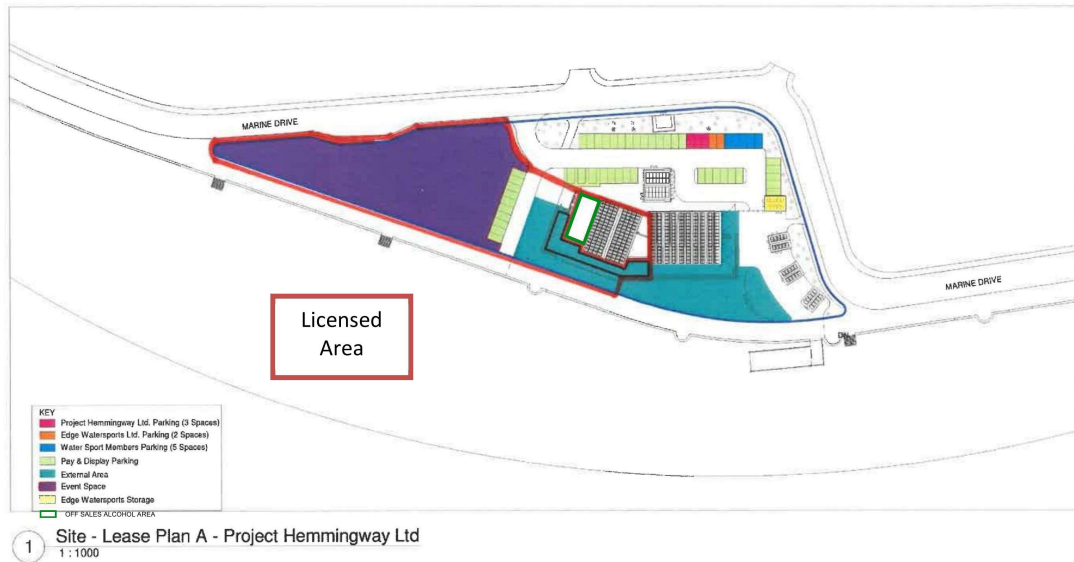 MARINE DRIVE
MARINE DRIVE
Licensed
Area
KEY
Project Hemmingway Ltd. Parking (3 Spaces)
Edge Watersports Ltd. Parking (2 Spaces)
Water Sport Members Parking (5 Spaces)
Pay & Display Parking
External Area
Event Space
Edge Watersports Storage
OFF SALES ALCOHOL AREA
1
Site - Lease Plan A - Project Hemmingway Ltd
1 : 1000